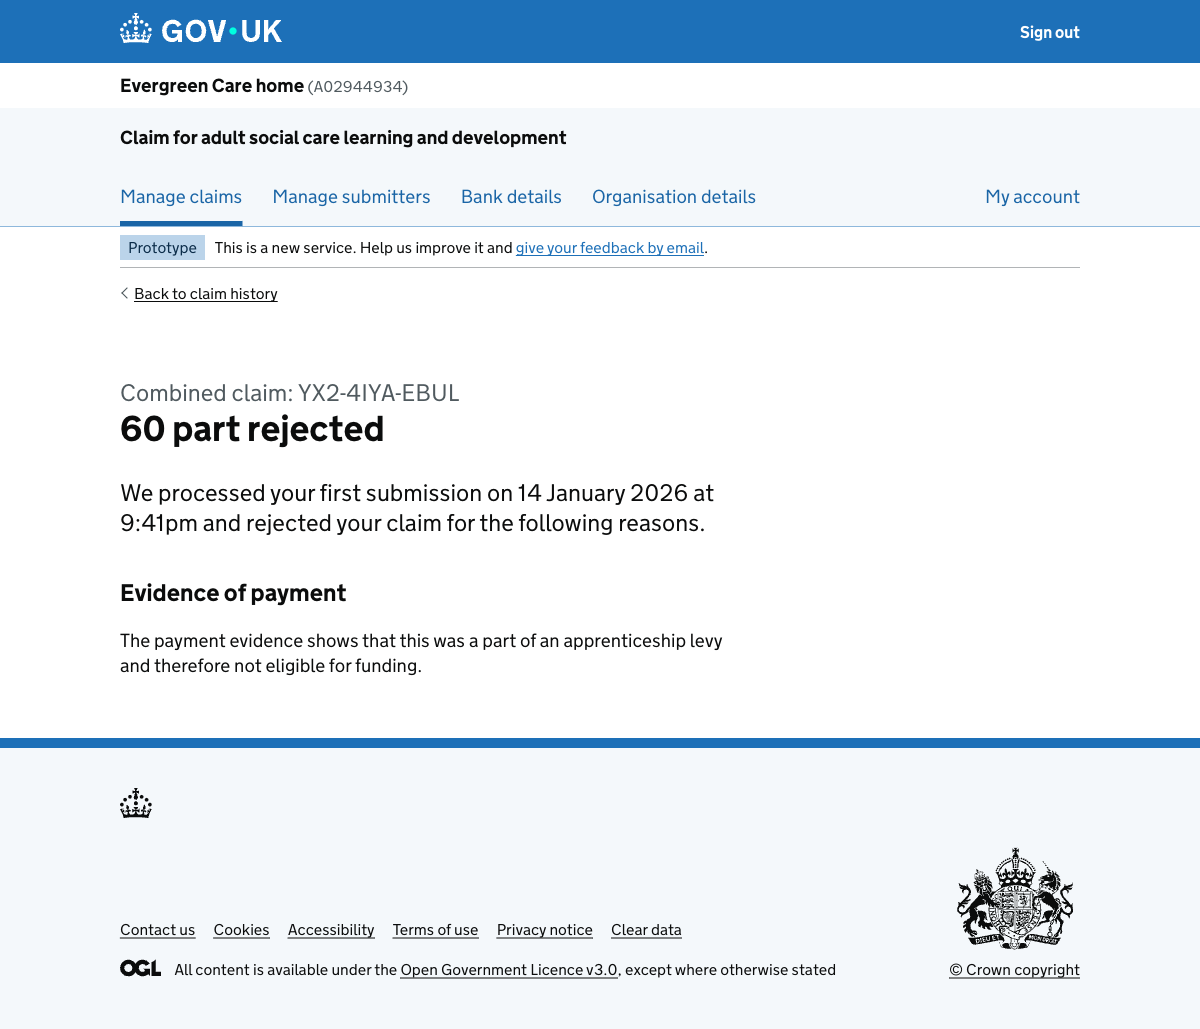 GOV·UK
Sign out
Evergreen Care home (A02944934)
Claim for adult social care learning and development
Manage claims Manage submitters Bank details Organisation details My account
Prototype This is a new service. Help us improve it and give your feedback by email.
Back to claim history
Combined claim: YX2-4IYA-EBUL
60 part rejected
We processed your first submission on 14 January 2026 at
9:41pm and rejected your claim for the following reasons.
Evidence of payment
The payment evidence shows that this was a part of an apprenticeship levy
and therefore not eligible for funding.
Contact us Cookies Accessibility Terms of use Privacy notice Clear data
OGL All content is available under the Open Government Licence v3.0, except where otherwise stated
© Crown copyright